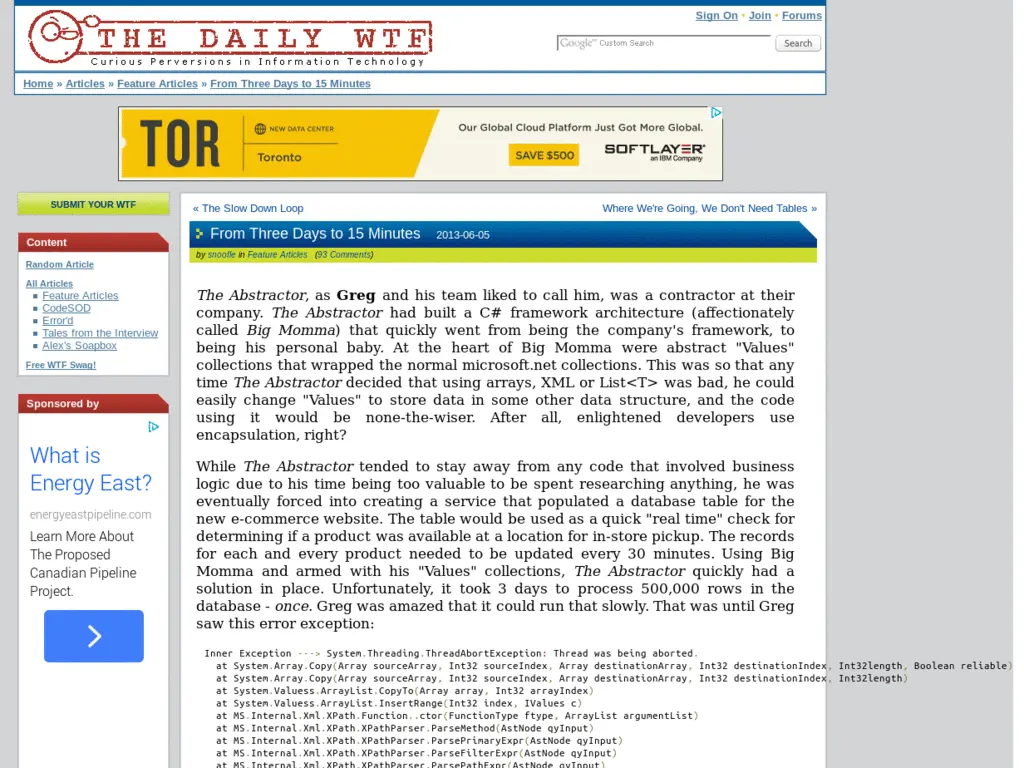 Sign On • Join • Forums
THE DAILY WTF
Curious Perversions in Information Technology
Google™ Custom Search
Search
Home » Articles » Feature Articles » From Three Days to 15 Minutes
TOR
NEW DATA CENTER
Toronto
Our Global Cloud Platform Just Got More Global.
SAVE $500
SOFTLAYER®
an IBM Company
SUBMIT YOUR WTF
Content
Random Article
All Articles
Feature Articles
CodeSOD
Error'd
Tales from the Interview
Alex's Soapbox
Free WTF Swag!
Sponsored by
What is
Energy East?
energyeastpipeline.com
Learn More About
The Proposed
Canadian Pipeline
Project.
« The Slow Down Loop
Where We're Going, We Don't Need Tables »
From Three Days to 15 Minutes 2013-06-05
by snoofle in Feature Articles (93 Comments)
The Abstractor, as Greg and his team liked to call him, was a contractor at their
company. The Abstractor had built a C# framework architecture (affectionately
called Big Momma) that quickly went from being the company's framework, to
being his personal baby. At the heart of Big Momma were abstract "Values"
collections that wrapped the normal microsoft.net collections. This was so that any
time The Abstractor decided that using arrays, XML or List<T> was bad, he could
easily change "Values" to store data in some other data structure, and the code
using it would be none-the-wiser. After all, enlightened developers use
encapsulation, right?
While The Abstractor tended to stay away from any code that involved business
logic due to his time being too valuable to be spent researching anything, he was
eventually forced into creating a service that populated a database table for the
new e-commerce website. The table would be used as a quick "real time" check for
determining if a product was available at a location for in-store pickup. The records
for each and every product needed to be updated every 30 minutes. Using Big
Momma and armed with his "Values" collections, The Abstractor quickly had a
solution in place. Unfortunately, it took 3 days to process 500,000 rows in the
database - once. Greg was amazed that it could run that slowly. That was until Greg
saw this error exception:
Inner Exception ---> System.Threading.ThreadAbortException: Thread was being aborted.
at System.Array.Copy(Array sourceArray, Int32 sourceIndex, Array destinationArray, Int32 destinationIndex, Int32length, Boolean reliable)
at System.Array.Copy(Array sourceArray, Int32 sourceIndex, Array destinationArray, Int32 destinationIndex, Int32length)
at System.Valuess.ArrayList.CopyTo(Array array, Int32 arrayIndex)
at System.Valuess.ArrayList.InsertRange(Int32 index, IValues c)
at MS.Internal.Xml.XPath.Function..ctor(FunctionType ftype, ArrayList argumentList)
at MS.Internal.Xml.XPath.XPathParser.ParseMethod(AstNode qyInput)
at MS.Internal.Xml.XPath.XPathParser.ParsePrimaryExpr(AstNode qyInput)
at MS.Internal.Xml.XPath.XPathParser.ParseFilterExpr(AstNode qyInput)
at MS.Internal.Xml.XPath.XPathParser.ParsePathExpr(AstNode qyInput)